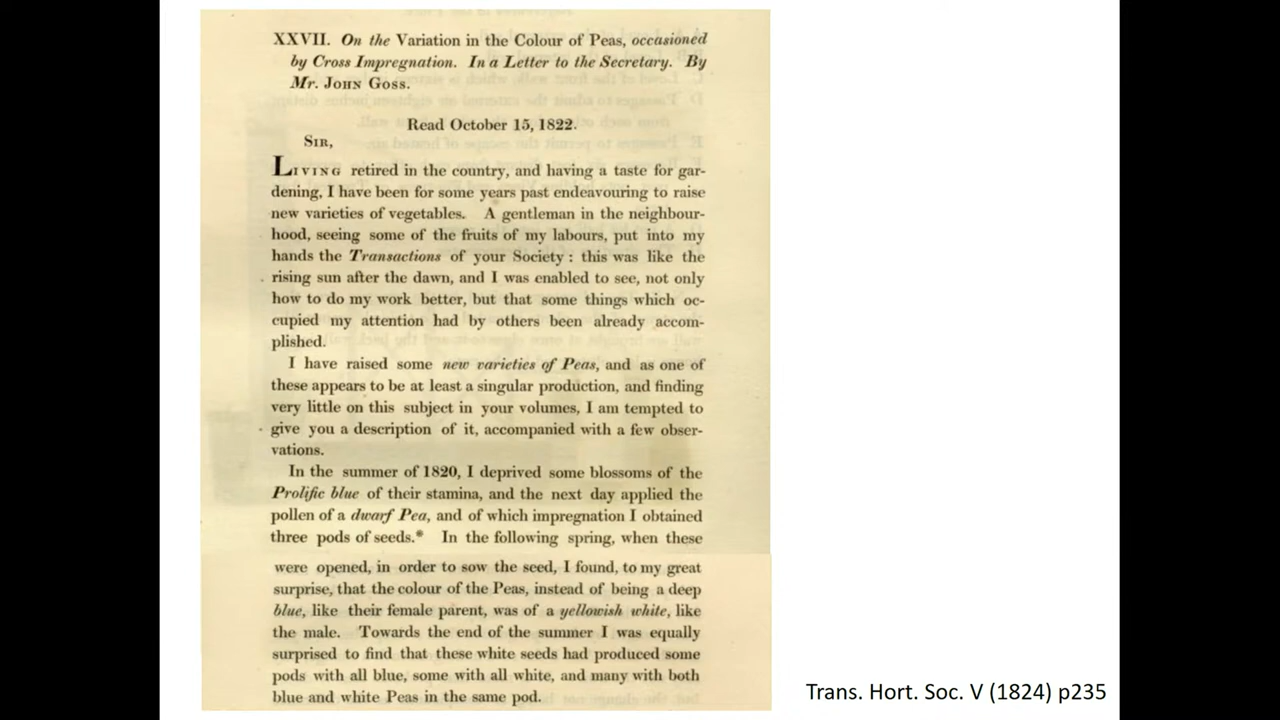 XXVII. On the Variation in the Colour of Peas, occasioned
by Cross Impregnation. In a Letter to the Secretary. By
Mr. JOHN GOSS.
Read October 15, 1822.
SIR,
LIVING retired in the country, and having a taste for gar-
dening, I have been for some years past endeavouring to raise
new varieties of vegetables. A gentleman in the neighbour-
hood, seeing some of the fruits of my labours, put into my
hands the Transactions of your Society : this was like the
rising sun after the dawn, and I was enabled to see, not only
how to do my work better, but that some things which oc-
cupied my attention had by others been already accom-
plished.
I have raised some new varieties of Peas, and as one of
these appears to be at least a singular production, and finding
very little on this subject in your volumes, I am tempted to
give you a description of it, accompanied with a few obser-
vations.
In the summer of 1820, I deprived some blossoms of the
Prolific blue of their stamina, and the next day applied the
pollen of a dwarf Pea, and of which impregnation I obtained
three pods of seeds.* In the following spring, when these
were opened, in order to sow the seed, I found, to my great
surprise, that the colour of the Peas, instead of being a deep
blue, like their female parent, was of a yellowish white, like
the male. Towards the end of the summer I was equally
surprised to find that these white seeds had produced some
pods with all blue, some with all white, and many with both
blue and white Peas in the same pod.
Trans. Hort. Soc. V (1824) p235